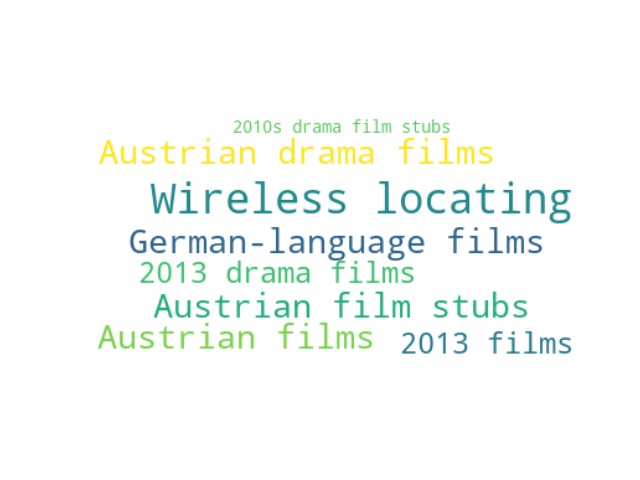 2010s drama film stubs
Austrian drama films
Wireless locating
German-language films
2013 drama films
Austrian film stubs
Austrian films
2013 films